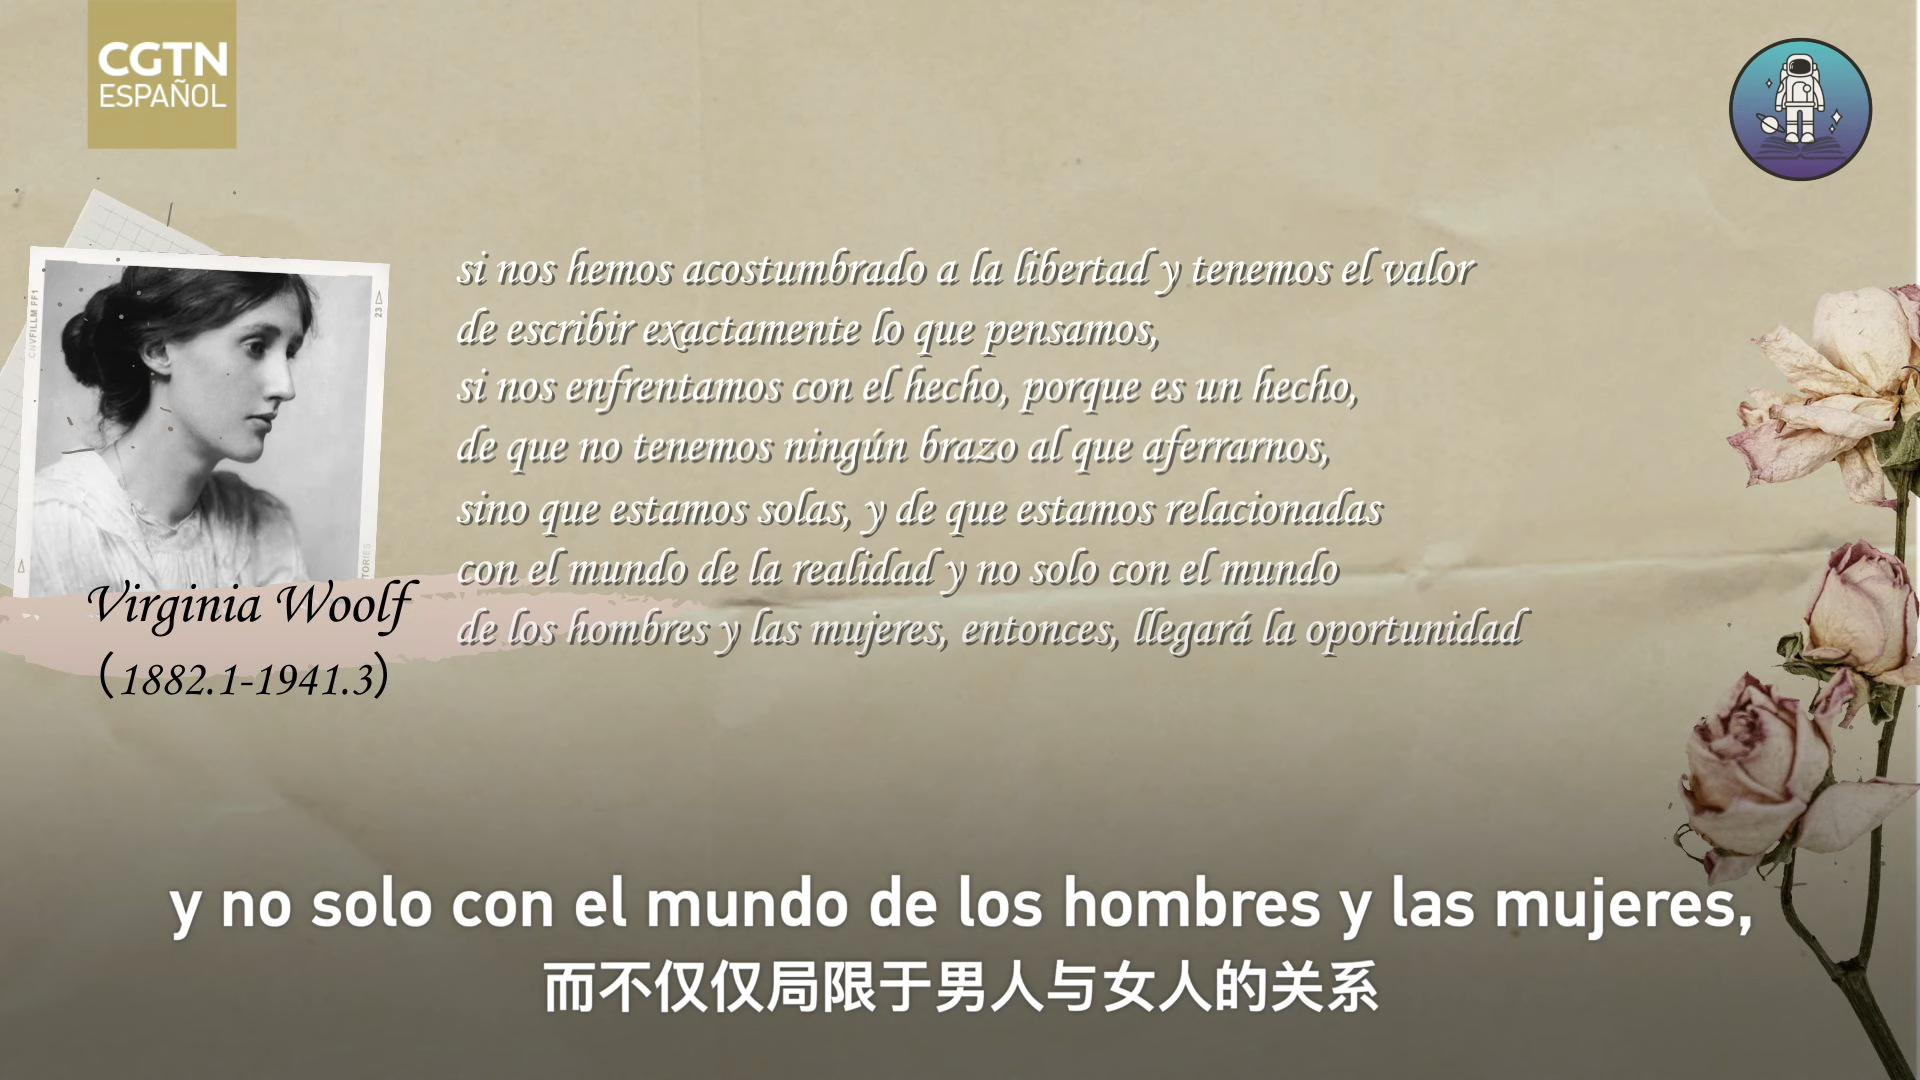 CGTN
ESPAÑOL
si nos hemos acostumbrado a la libertad y tenemos el valor
de escribir exactamente lo que pensamos,
si nos enfrentamos con el hecho, porque es un hecho,
de que no tenemos ningún brazo al que aferrarnos,
sino que estamos solas, y de que estamos relacionadas
con el mundo de la realidad y no solo con el mundo
de los hombres y las mujeres, entonces, llegará la oportunidad
23
Virginia Woolf
(1882.1-1941.3)
y no solo con el mundo de los hombres y las mujeres,
而不仅仅局限于男人与女人的关系